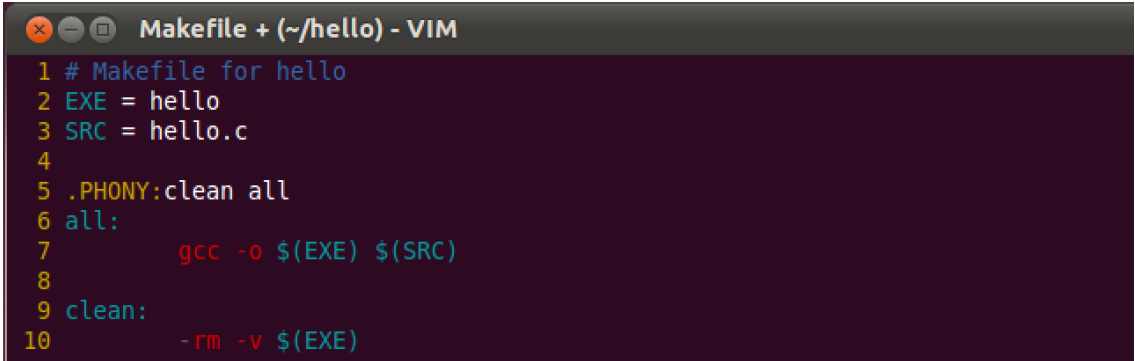 Makefile + (~/hello) - VIM
1 # Makefile for hello
2 EXE = hello
3 SRC = hello.c
4
5 .PHONY:clean all
6 all:
7         gcc -o $(EXE) $(SRC)
8
9 clean:
10         -rm -v $(EXE)